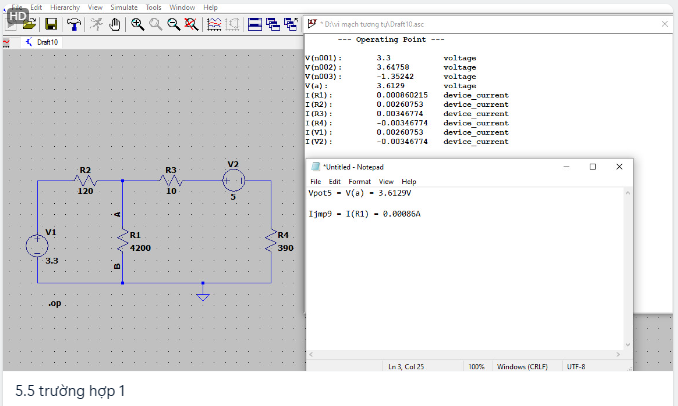 HD
File Edit Hierarchy View Simulate Tools Window Help
Draft10
* D:\vi mạch tương tự\Draft10.asc
--- Operating Point ---
V(n001): 3.3 voltage
V(n002): 3.64758 voltage
V(n003): -1.35242 voltage
V(a): 3.6129 voltage
I(R1): 0.000860215 device_current
I(R2): 0.00260753 device_current
I(R3): 0.00346774 device_current
I(R4): -0.00346774 device_current
I(V1): 0.00260753 device_current
I(V2): -0.00346774 device_current
*Untitled - Notepad
File Edit Format View Help
Vpot5 = V(a) = 3.6129V
Ijmp9 = I(R1) = 0.00086A
Ln 3, Col 25 100% Windows (CRLF) UTF-8
R2
120
R3
10
V2
5
A
R1
4200
B
V1
3.3
R4
390
.op
5.5 trường hợp 1